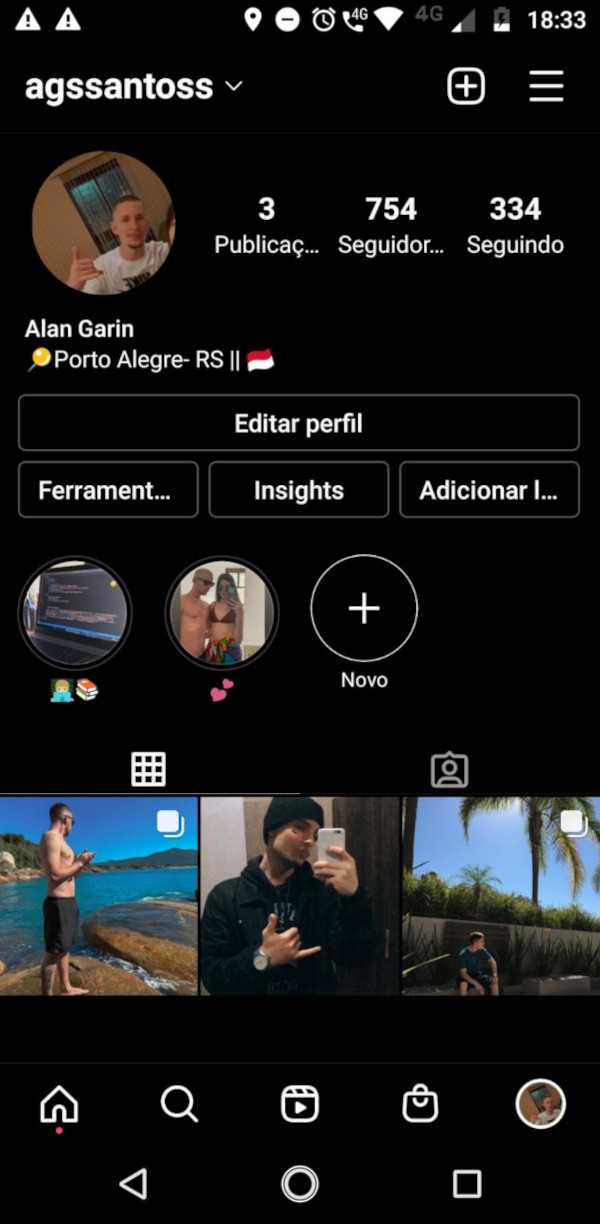 4G 4G 18:33
agssantoss
3 754 334
Publicaç... Seguidor... Seguindo
Alan Garin
Porto Alegre- RS ||
Editar perfil
Ferrament... Insights Adicionar l...
Novo